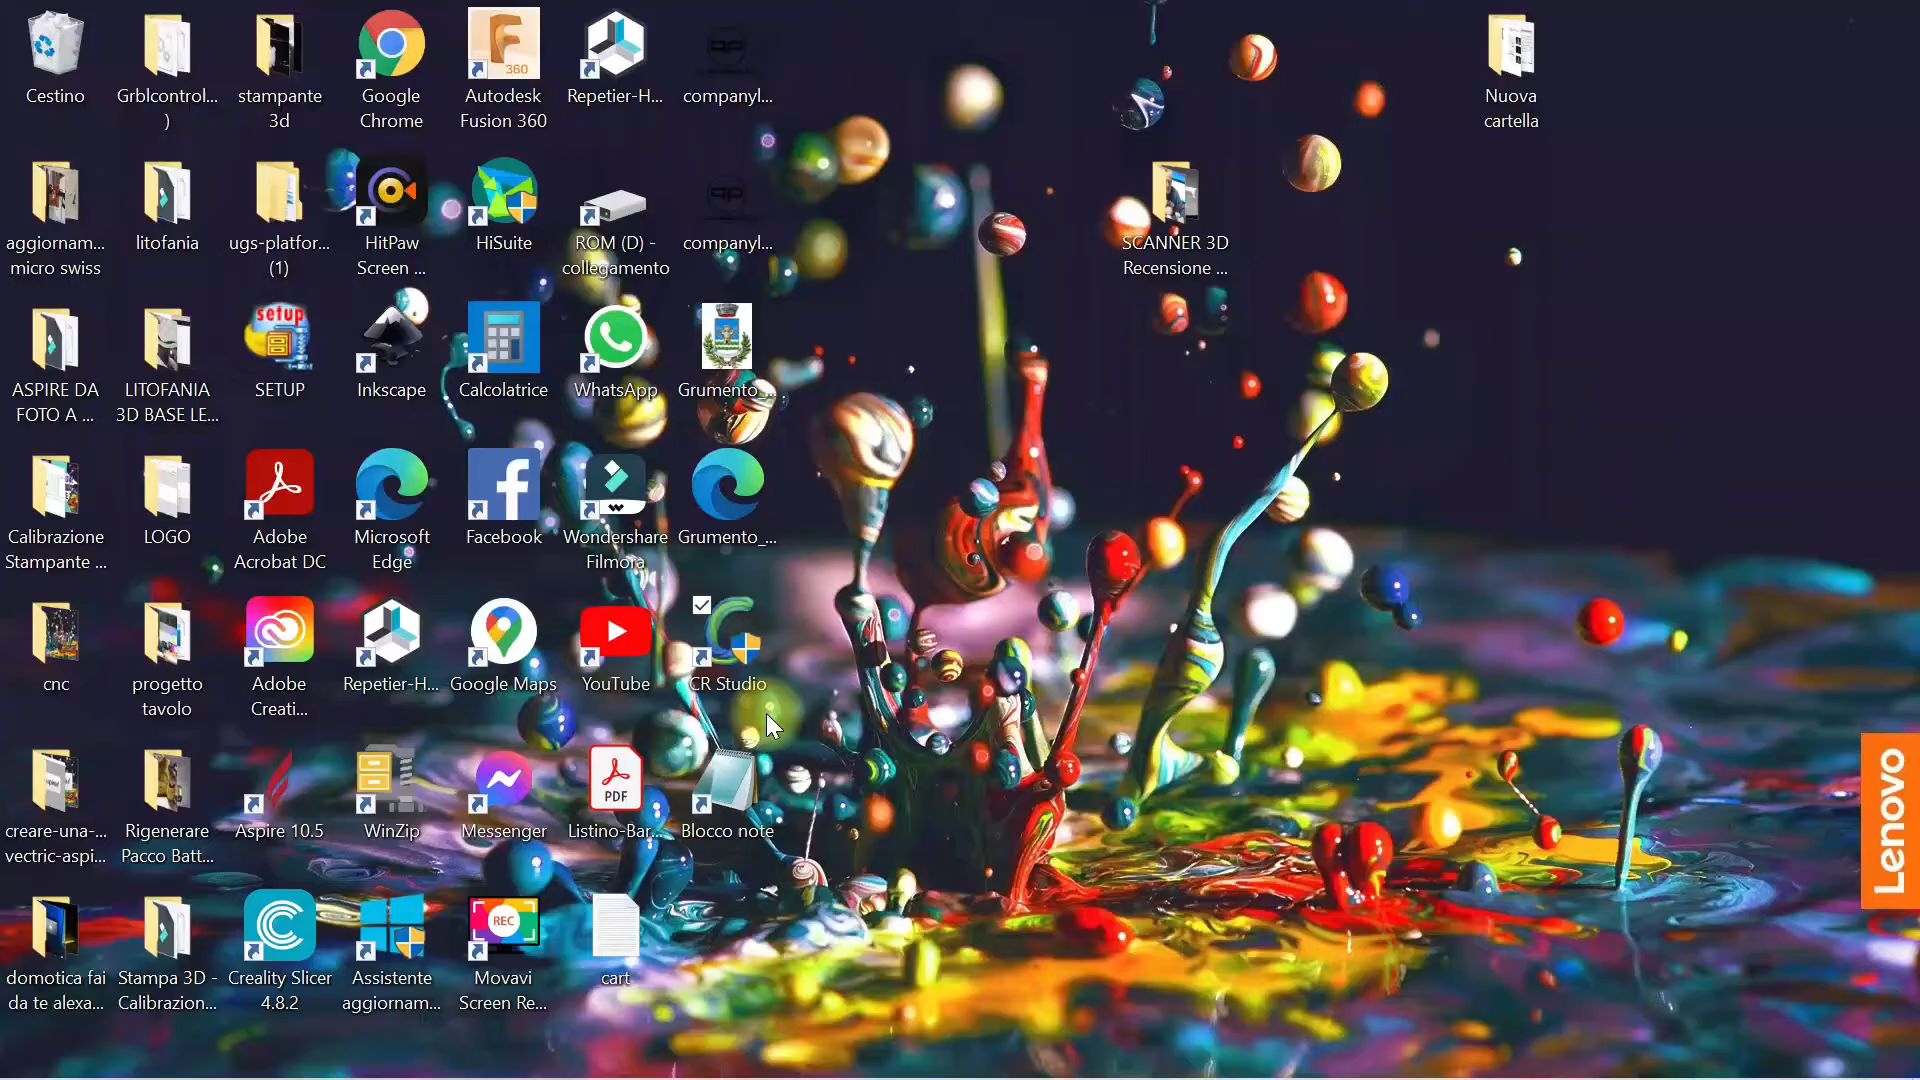 Cestino
Grblcontrol...
)
stampante
3d
Google
Chrome
360
Autodesk
Fusion 360
Repetier-H...
companyl...
Nuova
cartella
aggiornam...
micro swiss
litofania
ugs-platfor...
(1)
HitPaw
Screen ...
HiSuite
ROM (D) -
collegamento
companyl...
SCANNER 3D
Recensione ...
ASPIRE DA
FOTO A ...
LITOFANIA
3D BASE LE...
setup
SETUP
Inkscape
Calcolatrice
WhatsApp
Grumento_...
Calibrazione
Stampante ...
LOGO
Adobe
Acrobat DC
Microsoft
Edge
Facebook
Wondershare
Filmora
Grumento_...
cnc
progetto
tavolo
Adobe
Creati...
Repetier-H...
Google Maps
YouTube
CR Studio
creare-una-...
vectric-aspi...
Rigenerare
Pacco Batt...
Aspire 10.5
WinZip
Messenger
PDF
Listino-Bar...
Blocco note
Lenovo
domotica fai
da te alexa...
Stampa 3D -
Calibrazion...
Creality Slicer
4.8.2
Assistente
aggiornam...
REC
Movavi
Screen Re...
cart